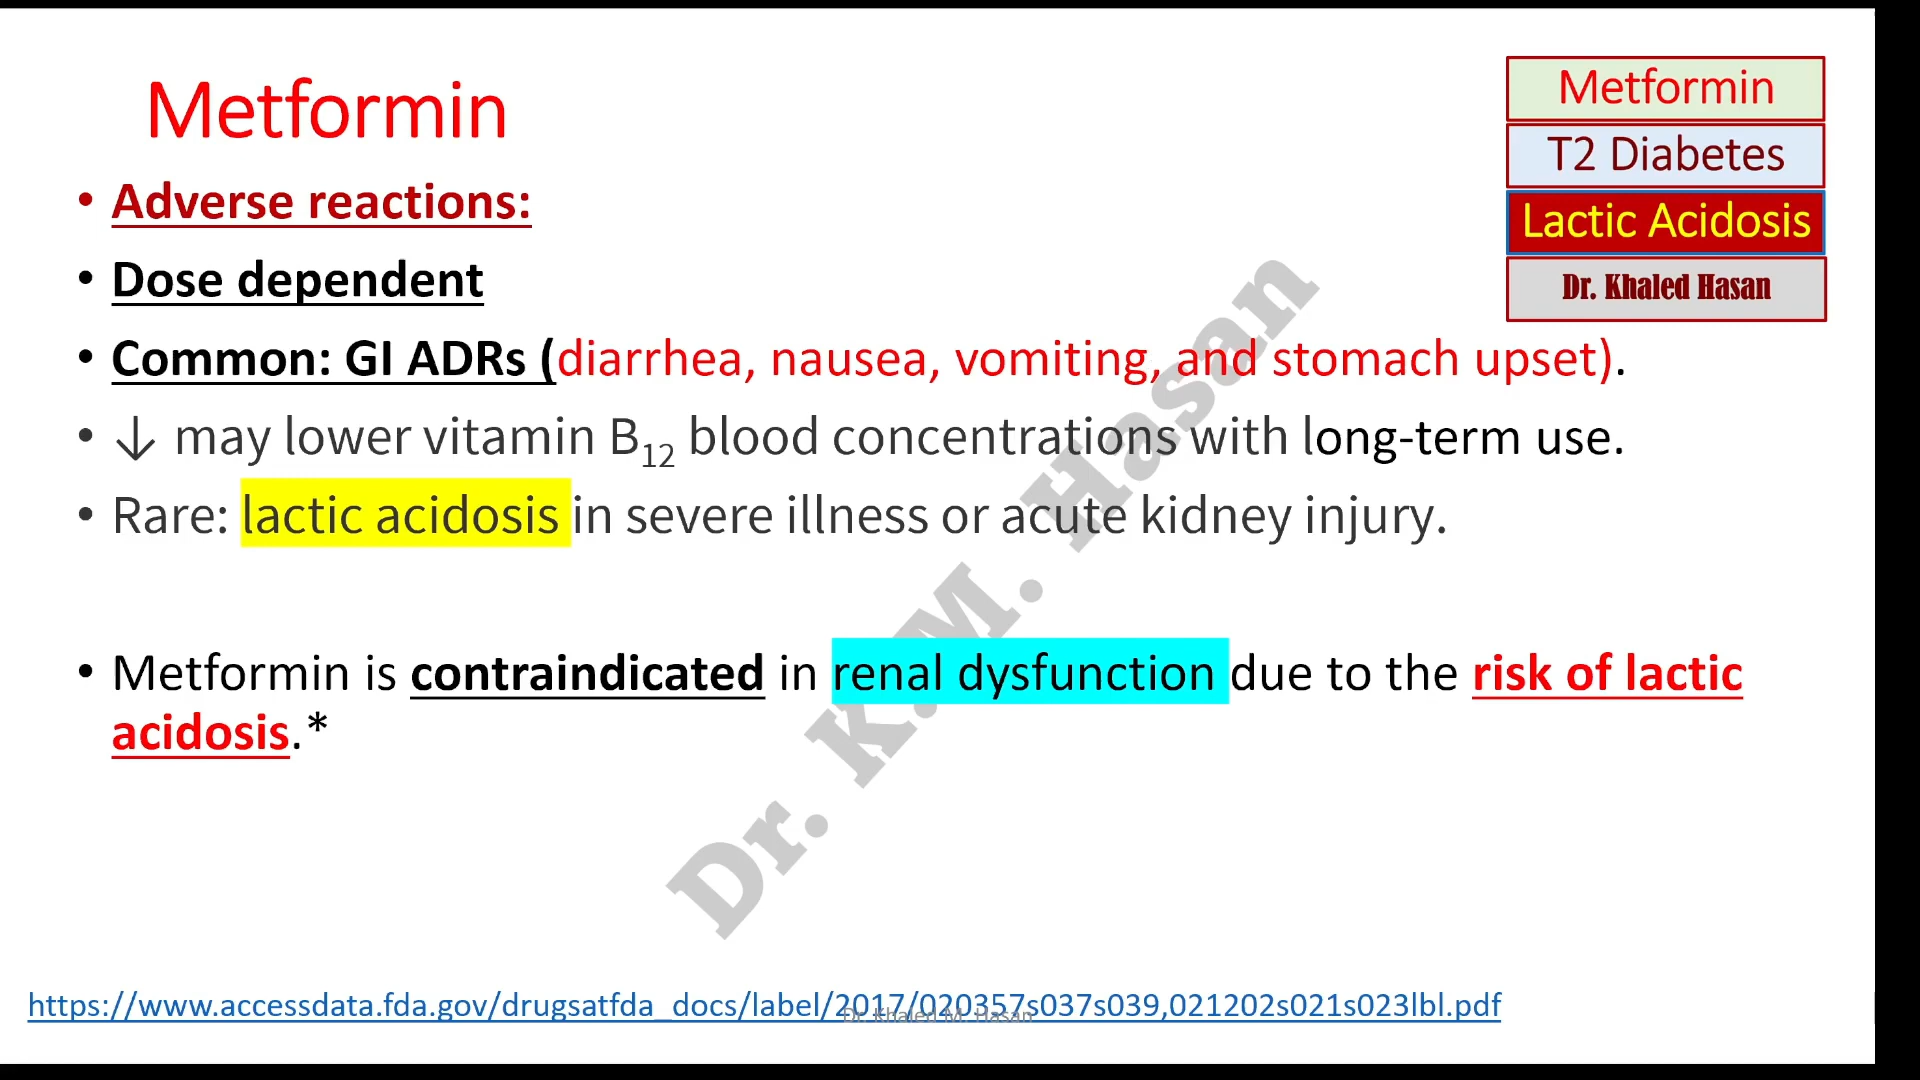 Metformin
• Adverse reactions:
• Dose dependent
• Common: GI ADRs (diarrhea, nausea, vomiting, and stomach upset).
• ↓ may lower vitamin B12 blood concentrations with long-term use.
• Rare: lactic acidosis in severe illness or acute kidney injury.
• Metformin is contraindicated in renal dysfunction due to the risk of lactic
acidosis.*
Metformin
T2 Diabetes
Lactic Acidosis
Dr. Khaled Hasan
Dr. K.M. Hasan
https://www.accessdata.fda.gov/drugsatfda_docs/label/2017/020357s037s039,021202s021s023lbl.pdf
Dr. Khaled M. Hasan